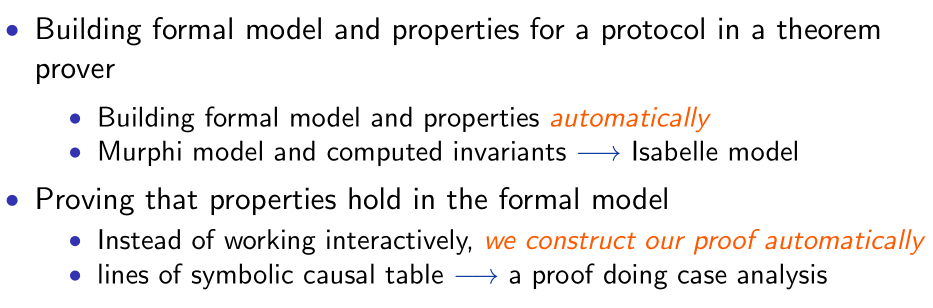 • Building formal model and properties for a protocol in a theorem
prover
• Building formal model and properties automatically
• Murphi model and computed invariants ⟶ Isabelle model
• Proving that properties hold in the formal model
• Instead of working interactively, we construct our proof automatically
• lines of symbolic causal table ⟶ a proof doing case analysis